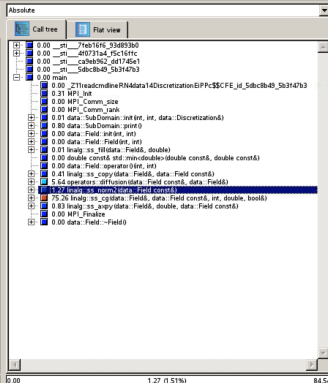 Absolute
Call tree
Flat view
0.00 __sti___7feb16f6_93d893b0
0.00 __sti___4f0731a4_f5c16ffc
0.00 __sti___ca9eb962_dd1745e1
0.00 __sti___5dbc8b49_5b3f47b3
0.00 main
0.00 _Z11readcmdlineRN4data14DiscretizationEiPPc$$CFE_id_5dbc8b49_5b3f47b3
0.31 MPI_Init
0.00 MPI_Comm_size
0.00 MPI_Comm_rank
0.01 data::SubDomain::init(int, int, data::Discretization&)
0.80 data::SubDomain::print()
0.00 data::Field::init(int, int)
0.00 data::Field::Field(int, int)
0.01 linalg::ss_fill(data::Field&, double)
0.00 double const& std::min<double>(double const&, double const&)
0.00 data::Field::operator()(int, int)
0.41 linalg::ss_copy(data::Field&, data::Field const&)
5.64 operators::diffusion(data::Field const&, data::Field&)
1.27 linalg::ss_norm2(data::Field const&)
75.26 linalg::ss_cg(data::Field&, data::Field const&, int, double, bool&)
0.83 linalg::ss_axpy(data::Field&, double, data::Field const&)
0.00 MPI_Finalize
0.00 data::Field::~Field()
0.00 1.27 (1.51%) 84.5